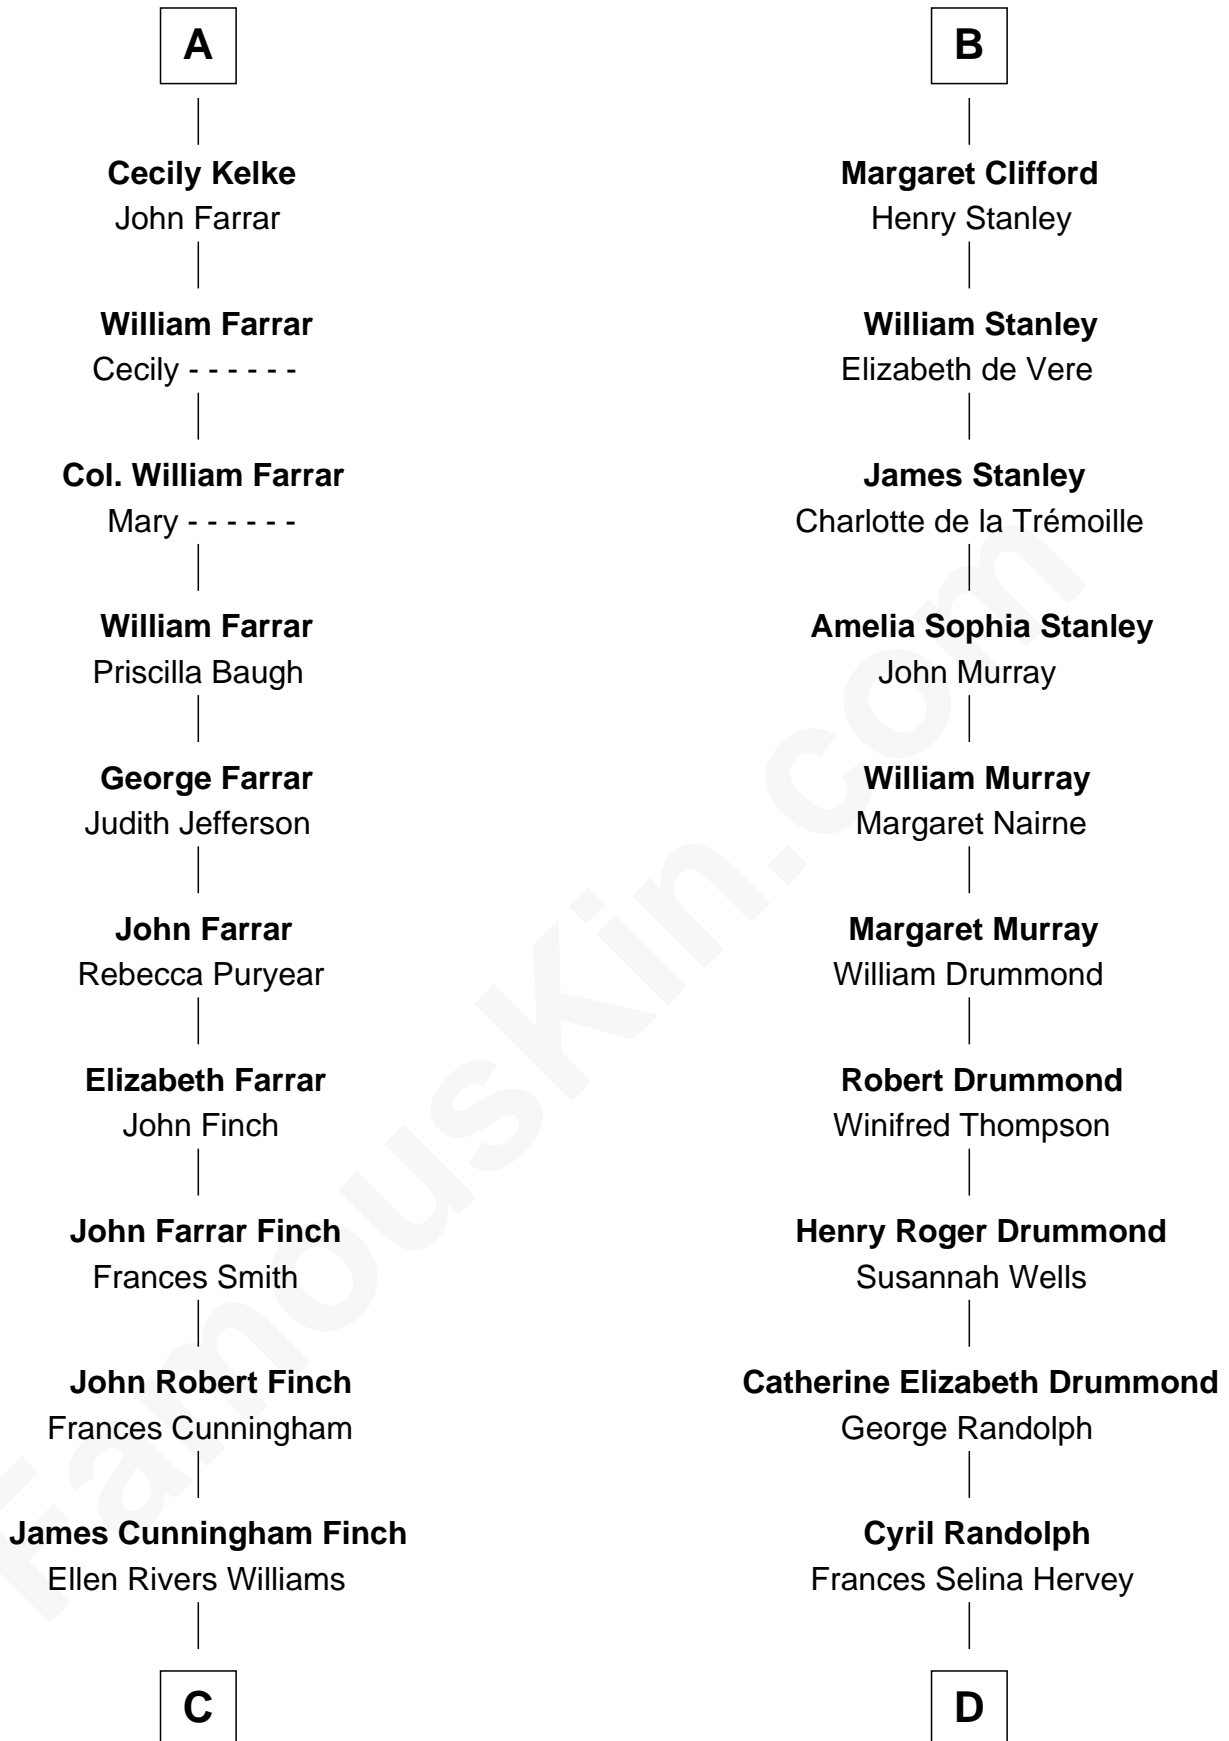 A
Cecily Kelke
John Farrar
William Farrar
Cecily - - - - - -
Col. William Farrar
Mary - - - - - -
William Farrar
Priscilla Baugh
George Farrar
Judith Jefferson
John Farrar
Rebecca Puryear
Elizabeth Farrar
John Finch
John Farrar Finch
Frances Smith
John Robert Finch
Frances Cunningham
James Cunningham Finch
Ellen Rivers Williams
C
B
Margaret Clifford
Henry Stanley
William Stanley
Elizabeth de Vere
James Stanley
Charlotte de la Trémoille
Amelia Sophia Stanley
John Murray
William Murray
Margaret Nairne
Margaret Murray
William Drummond
Robert Drummond
Winifred Thompson
Henry Roger Drummond
Susannah Wells
Catherine Elizabeth Drummond
George Randolph
Cyril Randolph
Frances Selina Hervey
D
FamousKin.com